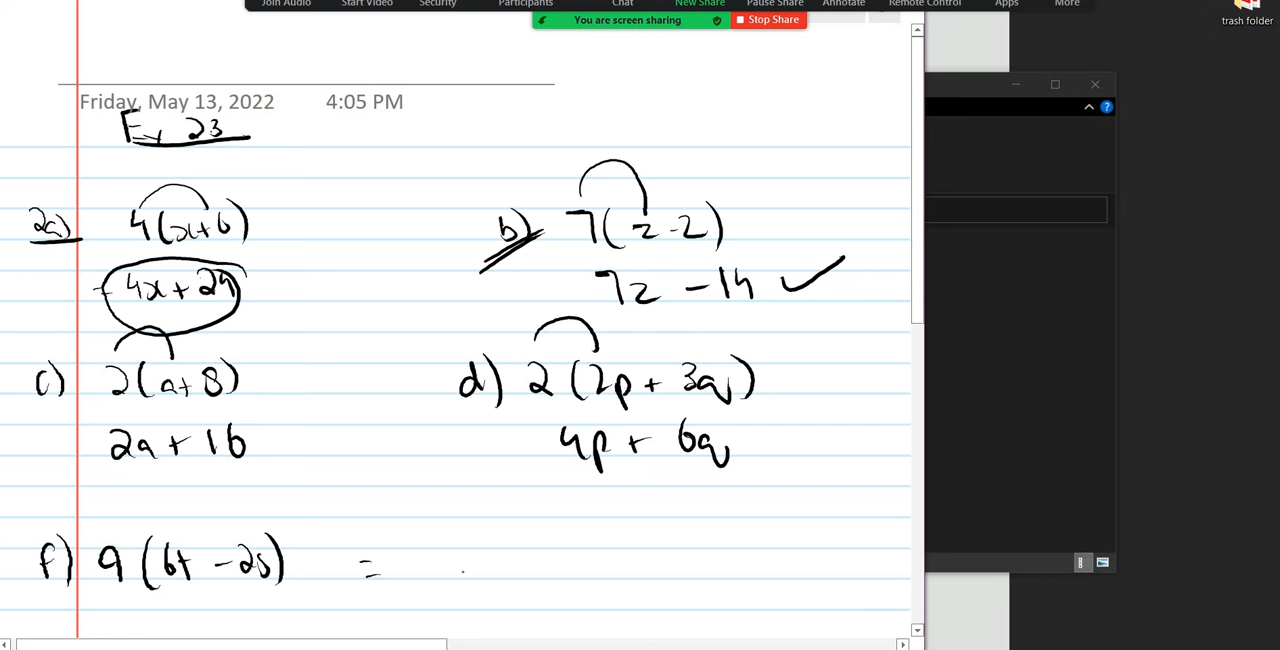 Join Audio Start Video Security Participants Chat New Share Pause Share Annotate Remote Control Apps More
You are screen sharing Stop Share
trash folder
Friday, May 13, 2022 4:05 PM
Ex 23
2a) 4(x+6) b) 7(z-2)
4x+24 7z-14 ✓
c) 2(a+8) d) 2(2p+3q)
2a+16 4p+6q
f) 9(6t-2s) =